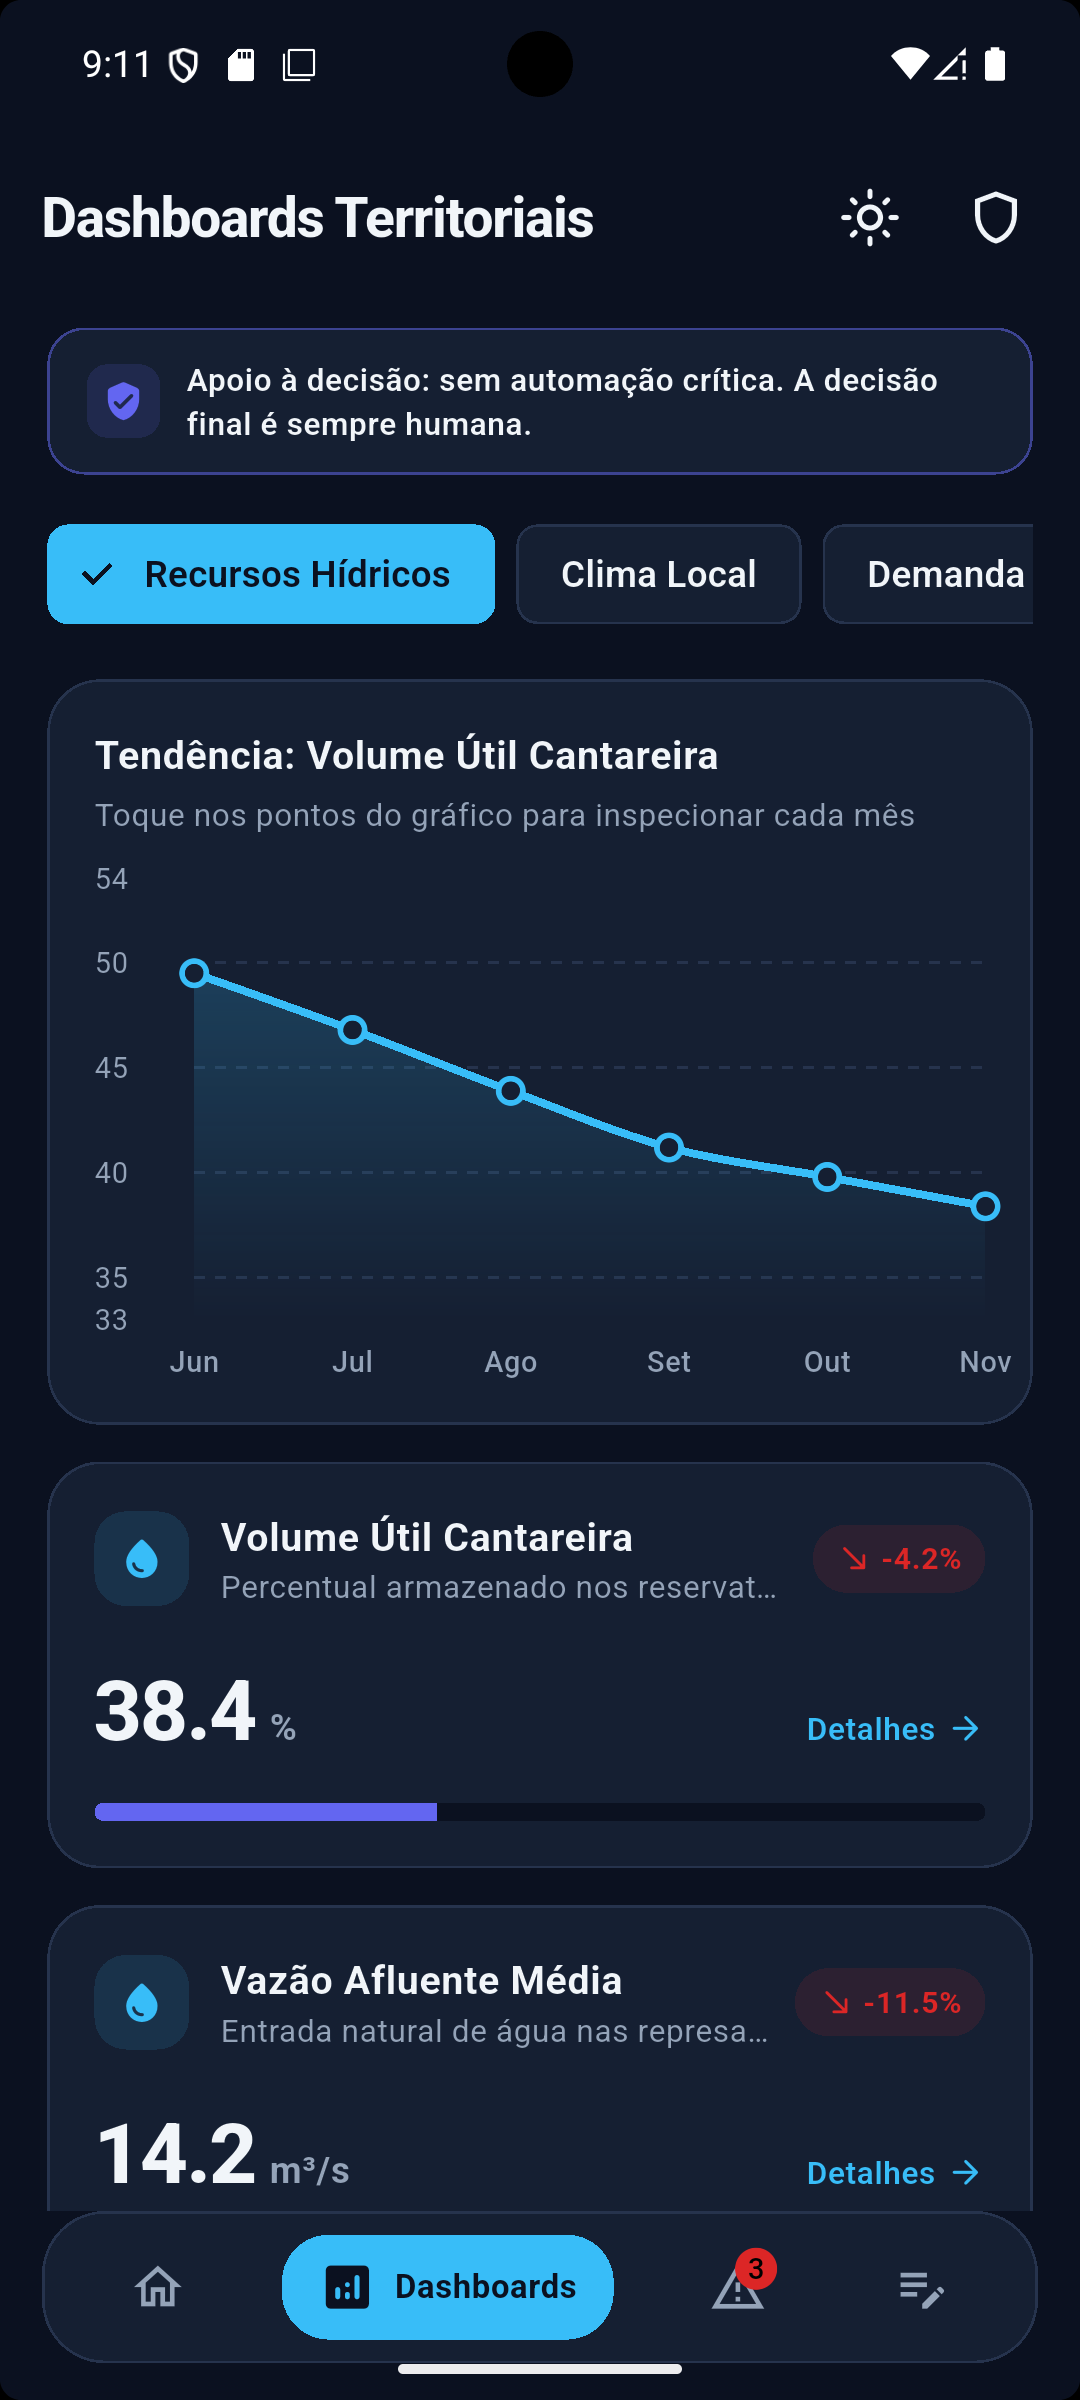 9:11
Dashboards Territoriais
Apoio à decisão: sem automação crítica. A decisão
final é sempre humana.
Recursos Hídricos
Clima Local
Demanda
Tendência: Volume Útil Cantareira
Toque nos pontos do gráfico para inspecionar cada mês
54
50
45
40
35
33
Jun Jul Ago Set Out Nov
Volume Útil Cantareira
Percentual armazenado nos reservat...
-4.2%
38.4 %
Detalhes
Vazão Afluente Média
Entrada natural de água nas represa...
-11.5%
14.2 m³/s
Detalhes
Dashboards
3